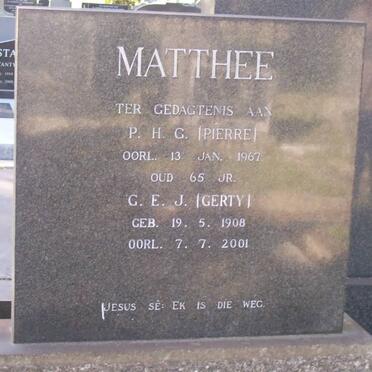 MATTHEE
TER GEDAGTENIS AAN
P. H. G. (PIERRE)
OORL. 13 JAN. 1967
OUD 65 JR.
G. E. J. (GERTY)
GEB. 19. 5. 1908
OORL. 7. 7. 2001
JESUS SÊ: EK IS DIE WEG.